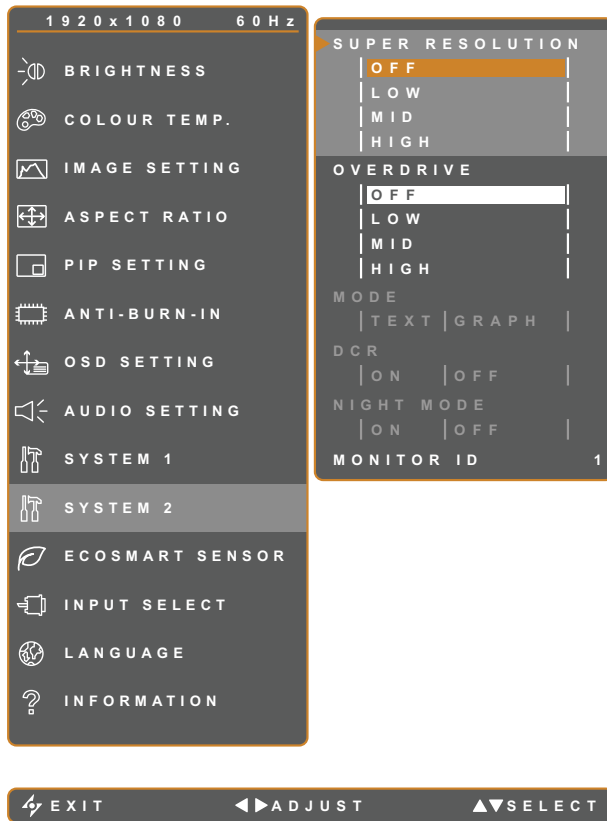 1920x1080 60Hz
BRIGHTNESS
COLOUR TEMP.
IMAGE SETTING
ASPECT RATIO
PIP SETTING
ANTI-BURN-IN
OSD SETTING
AUDIO SETTING
SYSTEM 1
SYSTEM 2
ECOSMART SENSOR
INPUT SELECT
LANGUAGE
INFORMATION
SUPER RESOLUTION
OFF
LOW
MID
HIGH
OVERDRIVE
OFF
LOW
MID
HIGH
MODE
TEXT GRAPH
DCR
ON OFF
NIGHT MODE
ON OFF
MONITOR ID 1
EXIT ADJUST SELECT